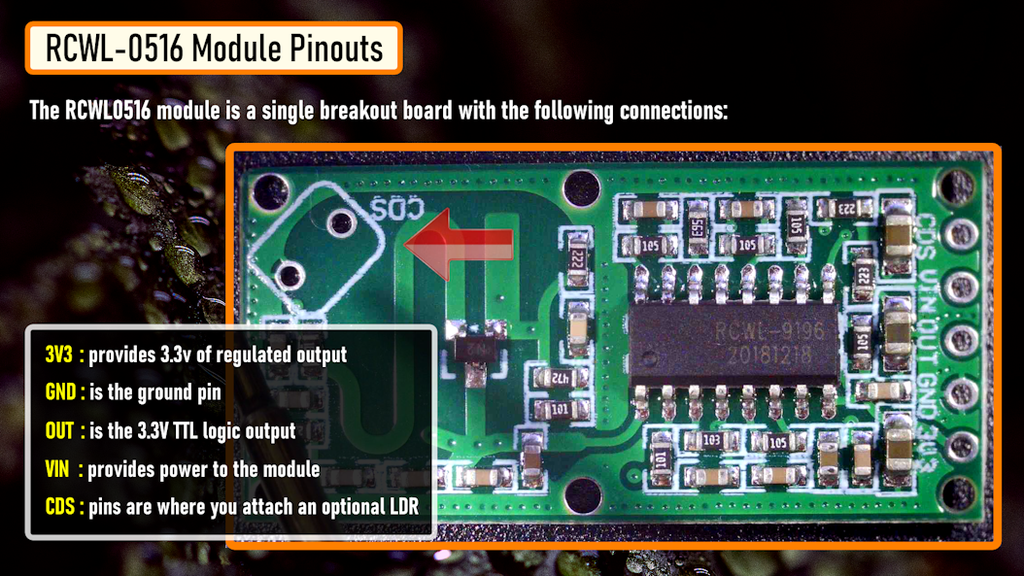 RCWL-0516 Module Pinouts
The RCWL0516 module is a single breakout board with the following connections:
CDS
223
105
563
105
105
222
223
105
RCWL-9196
20181218
472
101
103
105
101
CDS VIN OUT GND 3V3
3V3 : provides 3.3v of regulated output
GND : is the ground pin
OUT : is the 3.3V TTL logic output
VIN : provides power to the module
CDS : pins are where you attach an optional LDR